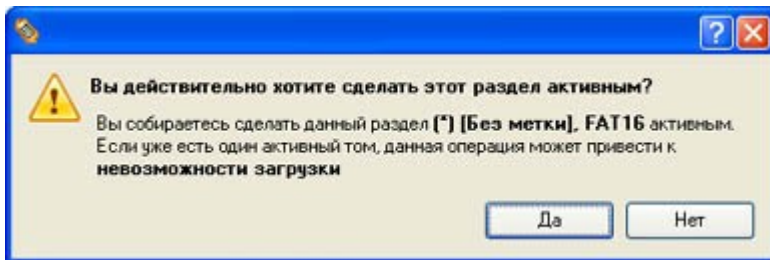 Вы действительно хотите сделать этот раздел активным?
Вы собираетесь сделать данный раздел (*) [Без метки], FAT16 активным.
Если уже есть один активный том, данная операция может привести к
невозможности загрузки
Да Нет